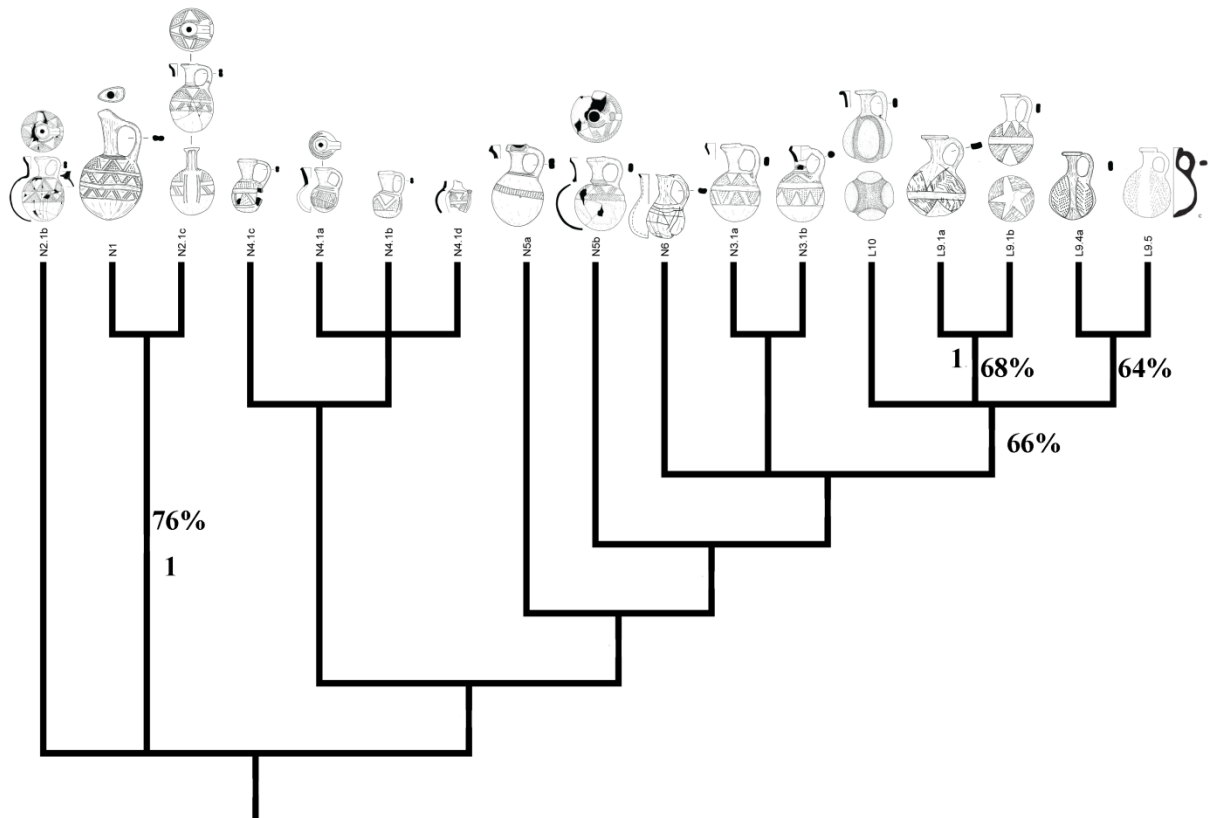 N2.1b
N1
N2.1c
N4.1c
N4.1a
N4.1b
N4.1d
N5a
N5b
N6
N3.1a
N3.1b
L10
L9.1a
L9.1b
L9.4a
L9.5
1
68%
64%
66%
76%
1